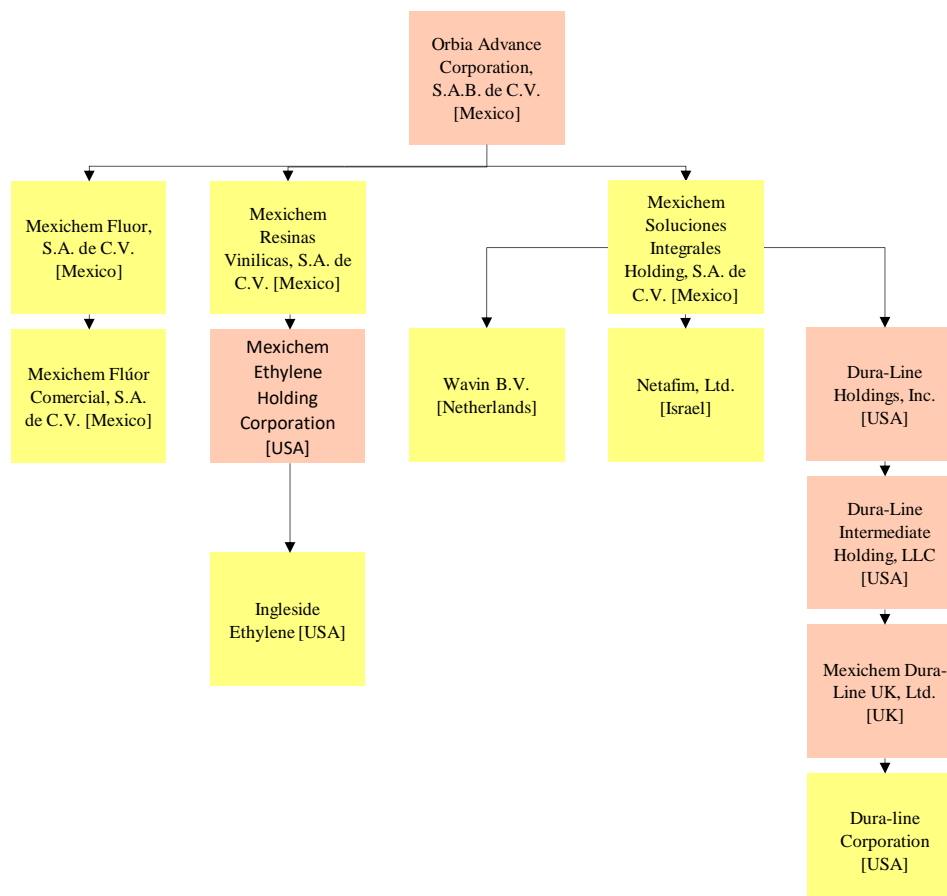 Orbia Advance
Corporation,
S.A.B. de C.V.
[Mexico]
Mexichem Fluor,
S.A. de C.V.
[Mexico]
Mexichem
Resinas
Vinilicas, S.A. de
C.V. [Mexico]
Mexichem
Soluciones
Integrales
Holding, S.A. de
C.V. [Mexico]
Mexichem Flúor
Comercial, S.A.
de C.V. [Mexico]
Mexichem
Ethylene
Holding
Corporation
[USA]
Wavin B.V.
[Netherlands]
Netafim, Ltd.
[Israel]
Dura-Line
Holdings, Inc.
[USA]
Dura-Line
Intermediate
Holding, LLC
[USA]
Ingleside
Ethylene [USA]
Mexichem Dura-
Line UK, Ltd.
[UK]
Dura-line
Corporation
[USA]